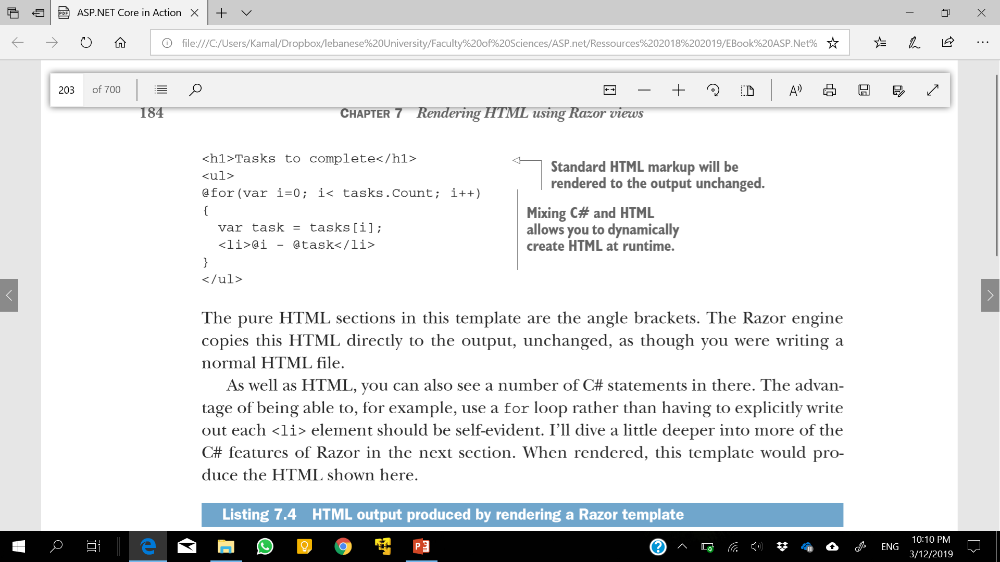 ASP.NET Core in Action
file:///C:/Users/Kamal/Dropbox/lebanese%20University/Faculty%20of%20Sciences/ASP.net/Ressources%202018%202019/EBook%20ASP.Net%
203 of 700
184 CHAPTER 7 Rendering HTML using Razor views
<h1>Tasks to complete</h1>
<ul>
@for(var i=0; i< tasks.Count; i++)
{
var task = tasks[i];
<li>@i - @task</li>
}
</ul>
Standard HTML markup will be
rendered to the output unchanged.
Mixing C# and HTML
allows you to dynamically
create HTML at runtime.
The pure HTML sections in this template are the angle brackets. The Razor engine
copies this HTML directly to the output, unchanged, as though you were writing a
normal HTML file.
As well as HTML, you can also see a number of C# statements in there. The advan-
tage of being able to, for example, use a for loop rather than having to explicitly write
out each <li> element should be self-evident. I'll dive a little deeper into more of the
C# features of Razor in the next section. When rendered, this template would pro-
duce the HTML shown here.
Listing 7.4 HTML output produced by rendering a Razor template
ENG
10:10 PM
3/12/2019